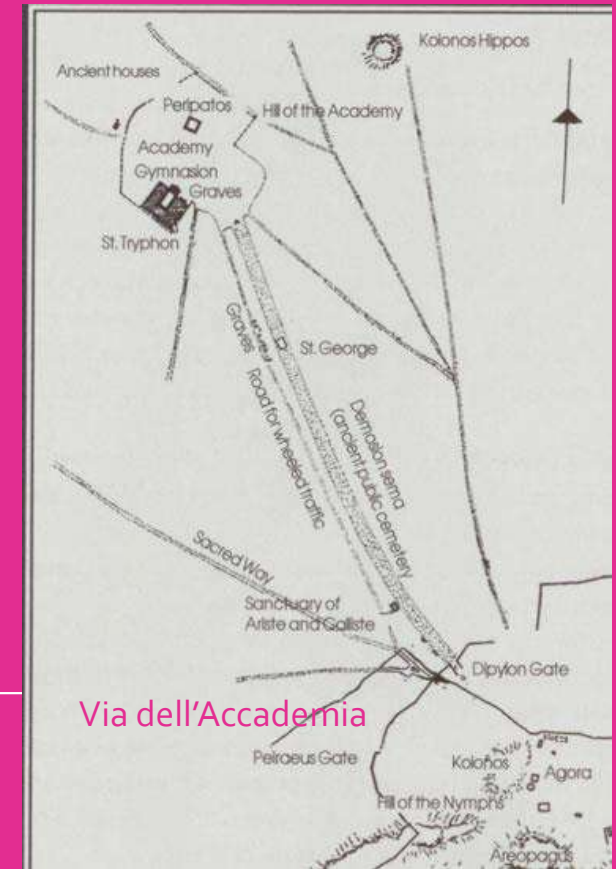 Kolonos Hippos
Ancient houses
Peripatos
Hill of the Academy
Academy
Gymnasion
Graves
St. Tryphon
Graves
St. George
Road for wheeled traffic
Demosion sema
(ancient public cemetery
Sacred Way
Sanctuary of
Ariste and Calliste
Dipylon Gate
Via dell'Accademia
Peiraeus Gate
Kolonos
Agora
Hill of the Nymphs
Areopagus